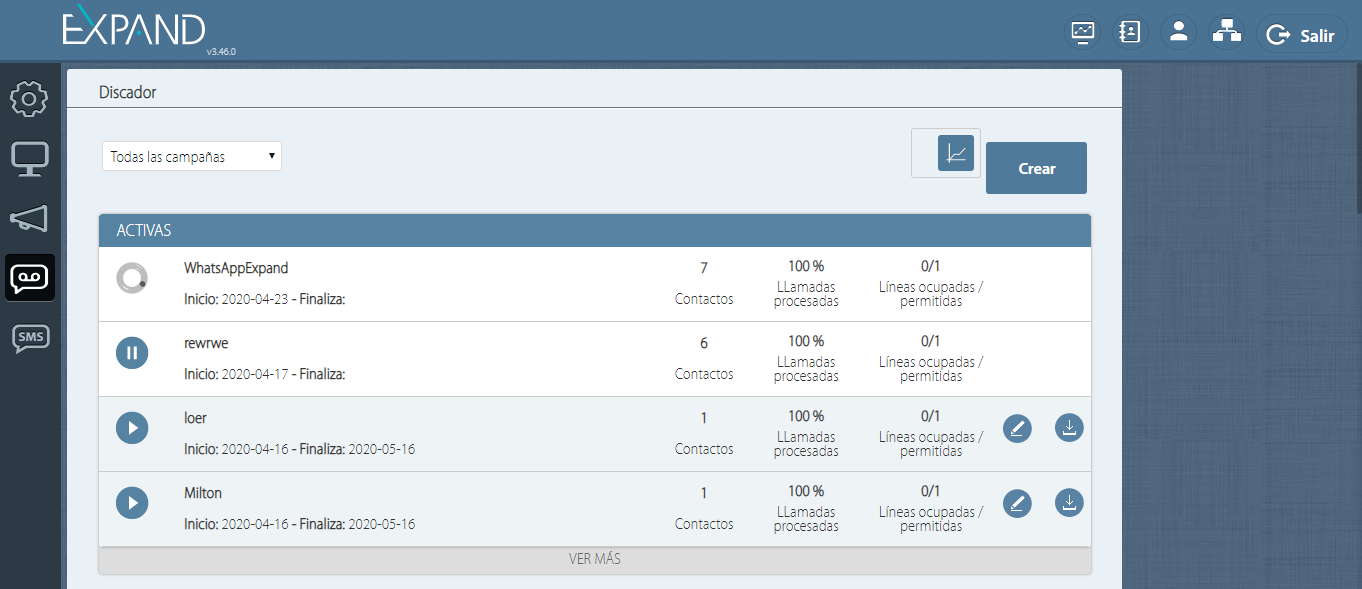 EXPAND
v3.46.0
Salir
Discador
Todas las campañas
Crear
ACTIVAS
WhatsAppExpand
Inicio: 2020-04-23 - Finaliza:
7
Contactos
100 %
LLamadas
procesadas
0/1
Líneas ocupadas /
permitidas
rewrwe
Inicio: 2020-04-17 - Finaliza:
6
Contactos
100 %
LLamadas
procesadas
0/1
Líneas ocupadas /
permitidas
loer
Inicio: 2020-04-16 - Finaliza: 2020-05-16
1
Contactos
100 %
LLamadas
procesadas
0/1
Líneas ocupadas /
permitidas
Milton
Inicio: 2020-04-16 - Finaliza: 2020-05-16
1
Contactos
100 %
LLamadas
procesadas
0/1
Líneas ocupadas /
permitidas
VER MÁS
SMS